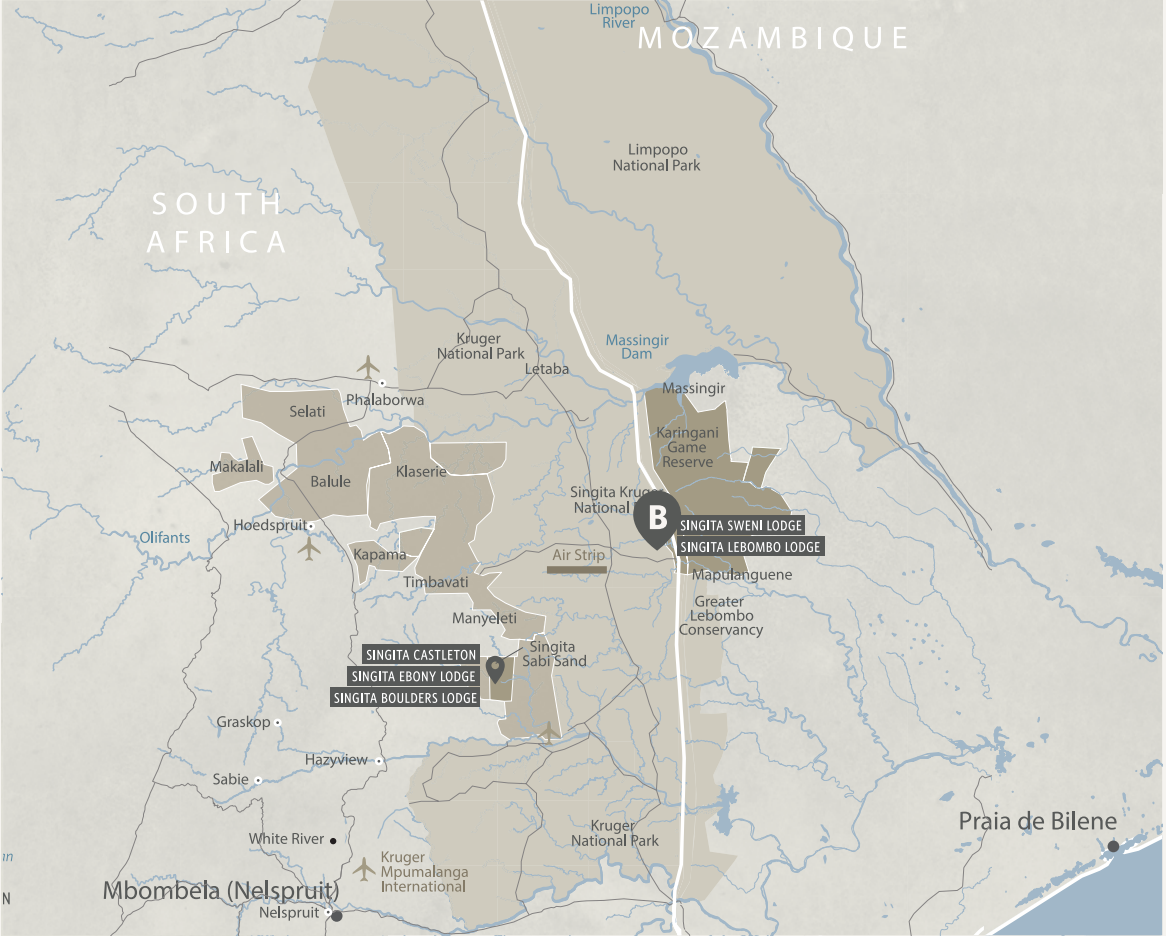 Limpopo
River
MOZAMBIQUE
Limpopo
National Park
SOUTH
AFRICA
Kruger
National Park
Massingir
Dam
Letaba
Massingir
Phalaborwa
Selati
Karingani
Game
Reserve
Makalali
Klaserie
Balule
Singita Kruger
National
B
Hoedspruit
SINGITA SWENI LODGE
Olifants
SINGITA LEBOMBO LODGE
Kapama
Air Strip
Timbavati
Mapulanguene
Greater
Lebombo
Conservancy
Manyeleti
Singita
Sabi Sand
SINGITA CASTLETON
SINGITA EBONY LODGE
SINGITA BOULDERS LODGE
Graskop
Hazyview
Sabie
White River
Kruger
National Park
Praia de Bilene
Kruger
Mpumalanga
International
Mbombela (Nelspruit)
Nelspruit
N